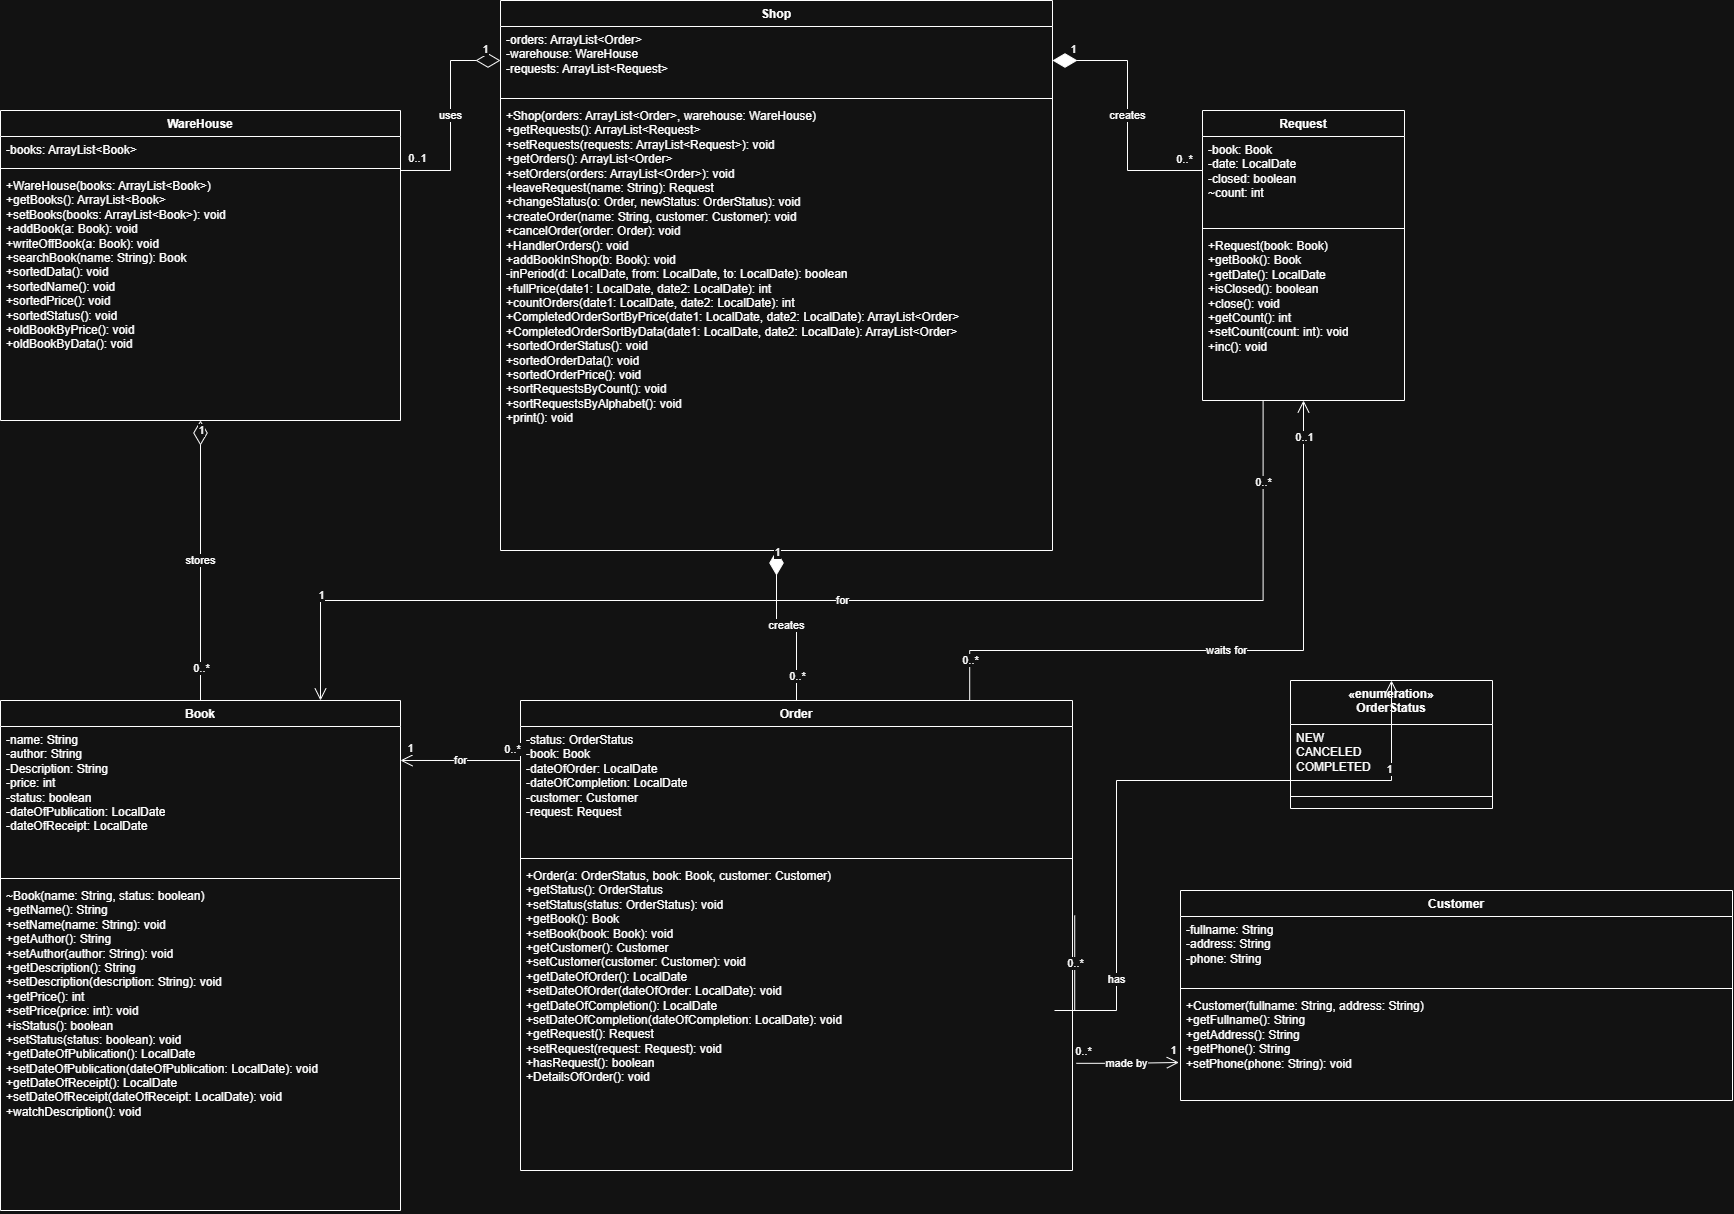 Shop
-orders: ArrayList<Order>
-warehouse: WareHouse
-requests: ArrayList<Request>
+Shop(orders: ArrayList<Order>, warehouse: WareHouse)
+getRequests(): ArrayList<Request>
+setRequests(requests: ArrayList<Request>): void
+getOrders(): ArrayList<Order>
+setOrders(orders: ArrayList<Order>): void
+leaveRequest(name: String): Request
+changeStatus(o: Order, newStatus: OrderStatus): void
+createOrder(name: String, customer: Customer): void
+cancelOrder(order: Order): void
+HandlerOrders(): void
+addBookInShop(b: Book): void
-inPeriod(d: LocalDate, from: LocalDate, to: LocalDate): boolean
+fullPrice(date1: LocalDate, date2: LocalDate): int
+countOrders(date1: LocalDate, date2: LocalDate): int
+CompletedOrderSortByPrice(date1: LocalDate, date2: LocalDate): ArrayList<Order>
+CompletedOrderSortByData(date1: LocalDate, date2: LocalDate): ArrayList<Order>
+sortedOrderStatus(): void
+sortedOrderData(): void
+sortedOrderPrice(): void
+sortRequestsByCount(): void
+sortRequestsByAlphabet(): void
+print(): void
1
uses
0..1
1
creates
0..*
WareHouse
-books: ArrayList<Book>
+WareHouse(books: ArrayList<Book>)
+getBooks(): ArrayList<Book>
+setBooks(books: ArrayList<Book>): void
+addBook(a: Book): void
+writeOffBook(a: Book): void
+searchBook(name: String): Book
+sortedData(): void
+sortedName(): void
+sortedPrice(): void
+sortedStatus(): void
+oldBookByPrice(): void
+oldBookByData(): void
Request
-book: Book
-date: LocalDate
-closed: boolean
~count: int
+Request(book: Book)
+getBook(): Book
+getDate(): LocalDate
+isClosed(): boolean
+close(): void
+getCount(): int
+setCount(count: int): void
+inc(): void
1
stores
0..*
0..1
0..*
1
for
1
creates
0..*
0..*
waits for
Book
-name: String
-author: String
-Description: String
-price: int
-status: boolean
-dateOfPublication: LocalDate
-dateOfReceipt: LocalDate
~Book(name: String, status: boolean)
+getName(): String
+setName(name: String): void
+getAuthor(): String
+setAuthor(author: String): void
+getDescription(): String
+setDescription(description: String): void
+getPrice(): int
+setPrice(price: int): void
+isStatus(): boolean
+setStatus(status: boolean): void
+getDateOfPublication(): LocalDate
+setDateOfPublication(dateOfPublication: LocalDate): void
+getDateOfReceipt(): LocalDate
+setDateOfReceipt(dateOfReceipt: LocalDate): void
+watchDescription(): void
1
for
0..*
Order
-status: OrderStatus
-book: Book
-dateOfOrder: LocalDate
-dateOfCompletion: LocalDate
-customer: Customer
-request: Request
+Order(a: OrderStatus, book: Book, customer: Customer)
+getStatus(): OrderStatus
+setStatus(status: OrderStatus): void
+getBook(): Book
+setBook(book: Book): void
+getCustomer(): Customer
+setCustomer(customer: Customer): void
+getDateOfOrder(): LocalDate
+setDateOfOrder(dateOfOrder: LocalDate): void
+getDateOfCompletion(): LocalDate
+setDateOfCompletion(dateOfCompletion: LocalDate): void
+getRequest(): Request
+setRequest(request: Request): void
+hasRequest(): boolean
+DetailsOfOrder(): void
«enumeration»
OrderStatus
NEW
CANCELED
COMPLETED
1
0..*
has
0..*
made by
1
Customer
-fullname: String
-address: String
-phone: String
+Customer(fullname: String, address: String)
+getFullname(): String
+getAddress(): String
+getPhone(): String
+setPhone(phone: String): void